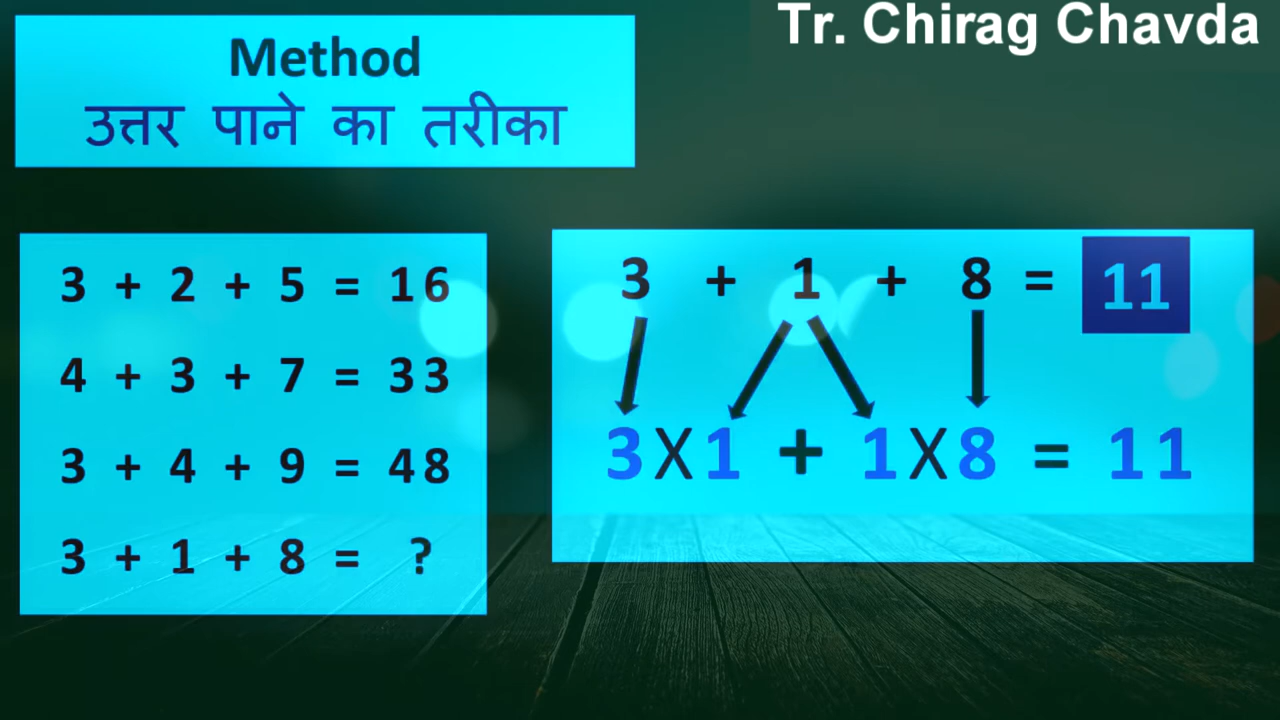 Tr. Chirag Chavda
Method
उत्तर पाने का तरीका
3 + 2 + 5 = 16
4 + 3 + 7 = 33
3 + 4 + 9 = 48
3 + 1 + 8 = ?
3 + 1 + 8 = 11
3X1 + 1X8 = 11